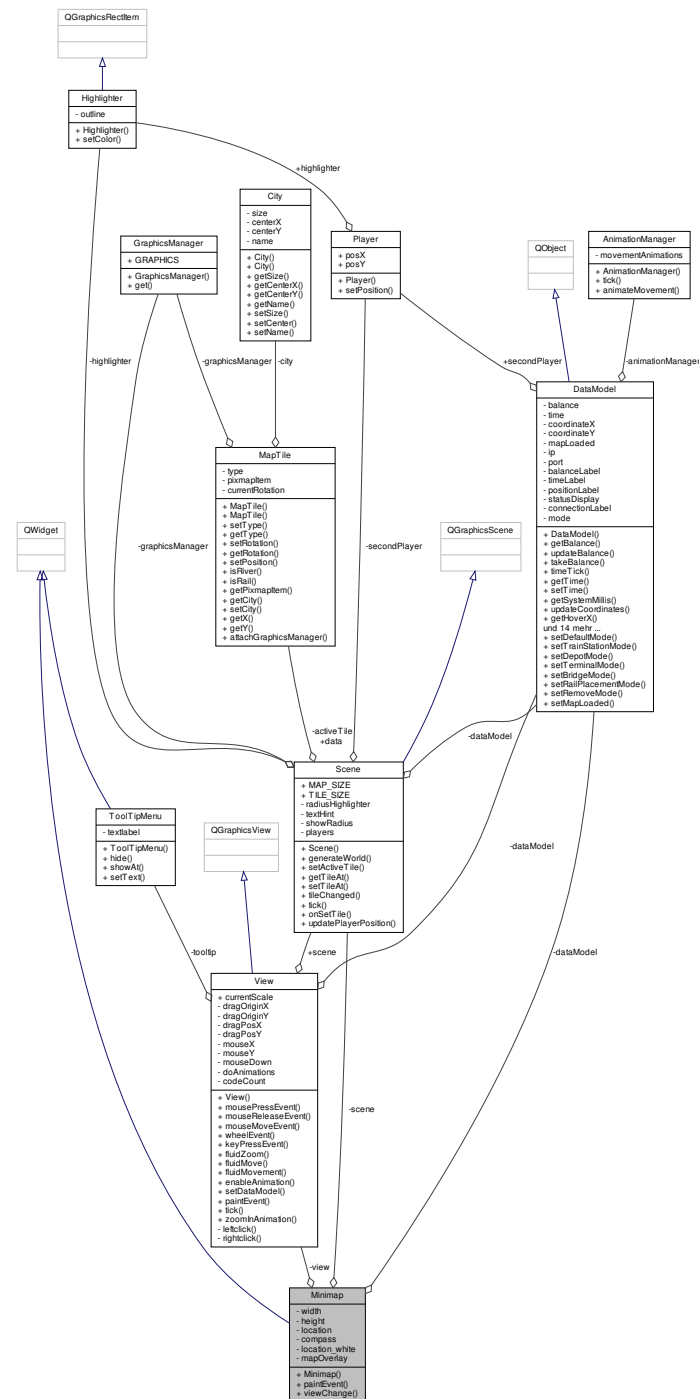 QGraphicsRectItem
Highlighter
- outline
+ Highlighter()
+ setColor()
+highlighter
City
- size
- centerX
- centerY
- name
+ City()
+ City()
+ getSize()
+ getCenterX()
+ getCenterY()
+ getName()
+ setSize()
+ setCenter()
+ setName()
GraphicsManager
+ GRAPHICS
+ GraphicsManager()
+ get()
Player
+ posX
+ posY
+ Player()
+ setPosition()
QObject
AnimationManager
- movementAnimations
+ AnimationManager()
+ tick()
+ animateMovement()
-highlighter
-graphicsManager
-city
+secondPlayer
-animationManager
DataModel
- balance
- time
- coordinateX
- coordinateY
- mapLoaded
- ip
- port
- balanceLabel
- timeLabel
- positionLabel
- statusDisplay
- connectionLabel
- mode
+ DataModel()
+ getBalance()
+ updateBalance()
+ takeBalance()
+ timeTick()
+ getTime()
+ setTime()
+ getSystemMillis()
+ updateCoordinates()
+ getHoverX()
und 14 mehr ...
+ setDefaultMode()
+ setTrainStationMode()
+ setDepotMode()
+ setTerminalMode()
+ setBridgeMode()
+ setRailPlacementMode()
+ setRemoveMode()
+ setMapLoaded()
MapTile
- type
- pixmapItem
- currentRotation
+ MapTile()
+ MapTile()
+ setType()
+ getType()
+ setRotation()
+ getRotation()
+ setPosition()
+ isRiver()
+ isRail()
+ getPixmapItem()
+ getCity()
+ setCity()
+ getX()
+ getY()
+ attachGraphicsManager()
QWidget
QGraphicsScene
-graphicsManager
-secondPlayer
-activeTile
+data
-dataModel
Scene
+ MAP_SIZE
+ TILE_SIZE
- radiusHighlighter
- textHint
- showRadius
- players
+ Scene()
+ generateWorld()
+ setActiveTile()
+ getTileAt()
+ setTileAt()
+ tileChanged()
+ tick()
+ onSetTile()
+ updatePlayerPosition()
ToolTipMenu
- textlabel
+ ToolTipMenu()
+ hide()
+ showAt()
+ setText()
QGraphicsView
-dataModel
-tooltip
+scene
-dataModel
View
+ currentScale
- dragOriginX
- dragOriginY
- dragPosX
- dragPosY
- mouseX
- mouseY
- mouseDown
- doAnimations
- codeCount
+ View()
+ mousePressEvent()
+ mouseReleaseEvent()
+ mouseMoveEvent()
+ wheelEvent()
+ keyPressEvent()
+ fluidZoom()
+ fluidMove()
+ fluidMovement()
+ enableAnimation()
+ setDataModel()
+ paintEvent()
+ tick()
+ zoomInAnimation()
- leftclick()
- rightclick()
-scene
-view
Minimap
- width
- height
- location
- compass
- location_white
- mapOverlay
+ Minimap()
+ paintEvent()
+ viewChange()